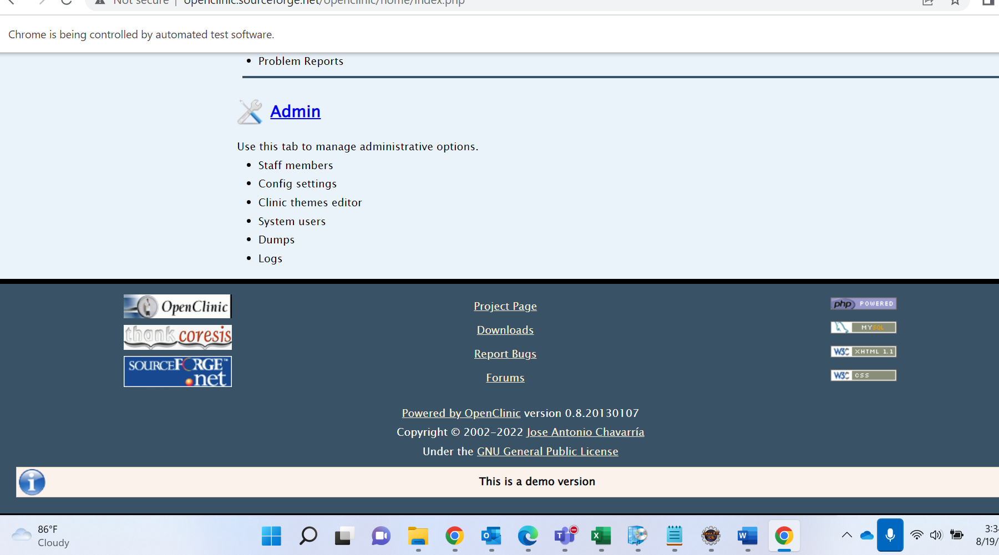 Not secure | openclinic.sourceforge.net/openclinic/home/index.php
Chrome is being controlled by automated test software.
Problem Reports
Admin
Use this tab to manage administrative options.
Staff members
Config settings
Clinic themes editor
System users
Dumps
Logs
OpenClinic
thank coresis
SOURCEFORGE™
.net
Project Page
Downloads
Report Bugs
Forums
php POWERED
MYSQL
W3C XHTML 1.1
W3C CSS
Powered by OpenClinic version 0.8.20130107
Copyright © 2002-2022 Jose Antonio Chavarría
Under the GNU General Public License
This is a demo version
86°F
Cloudy
3:3
8/19/